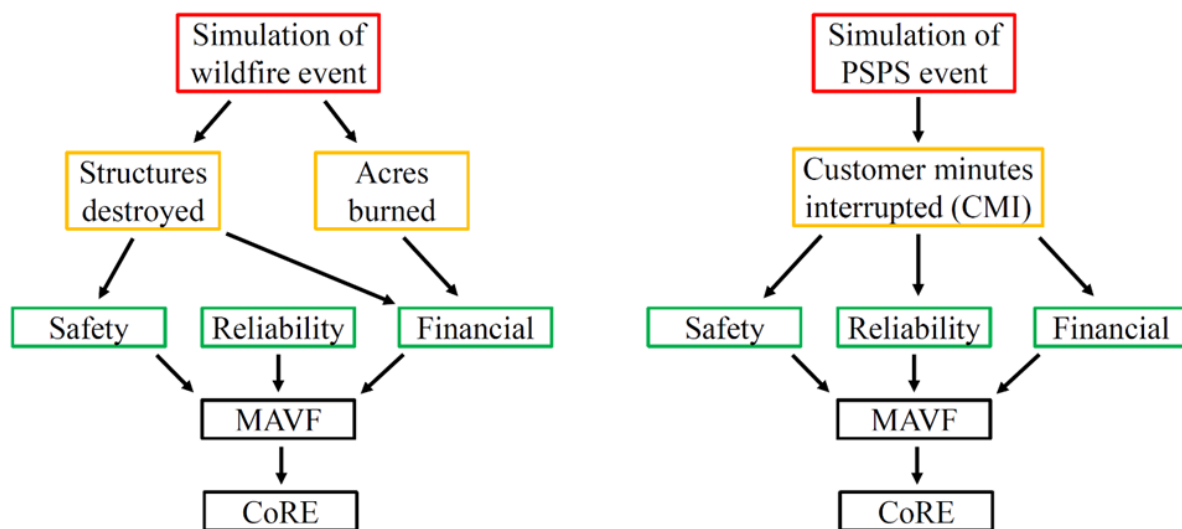 Simulation of
wildfire event
Structures
destroyed
Acres
burned
Safety
Reliability
Financial
MAVF
CoRE
Simulation of
PSPS event
Customer minutes
interrupted (CMI)
Safety
Reliability
Financial
MAVF
CoRE